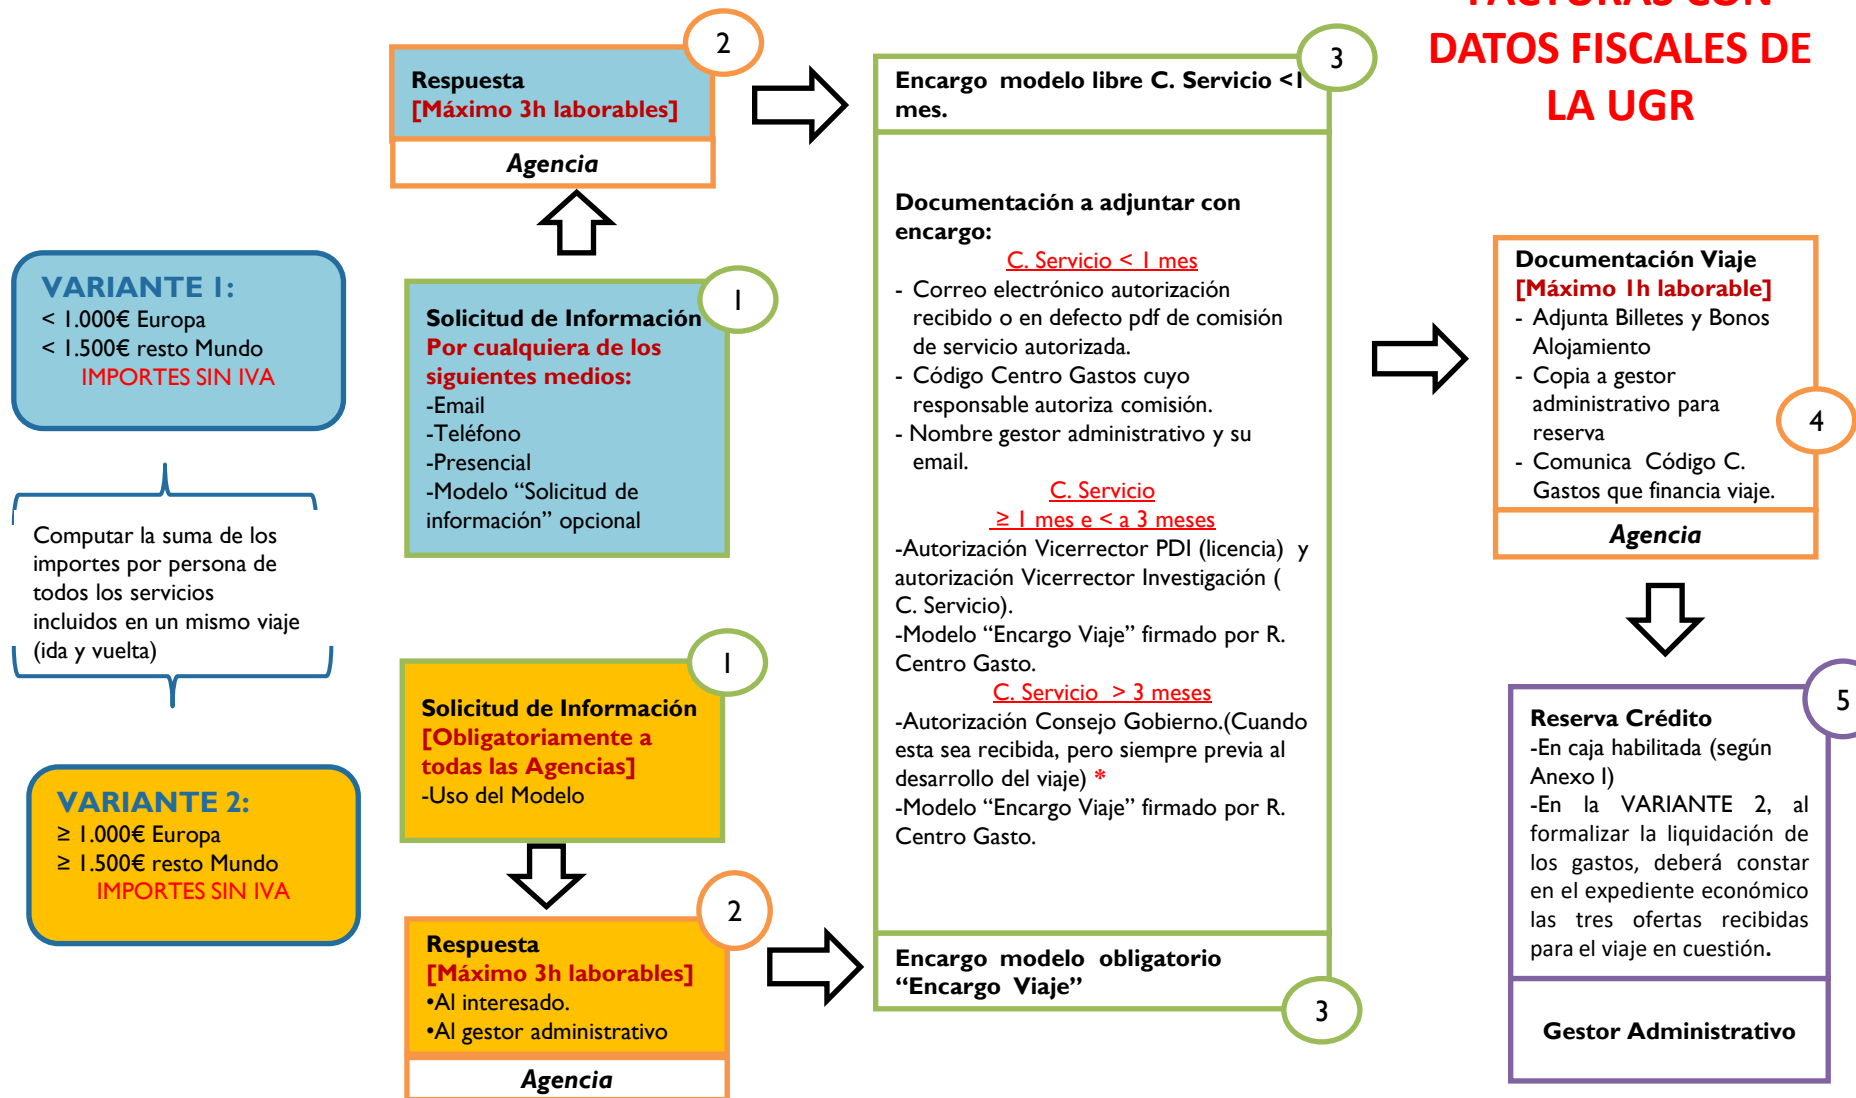 FACTURAS CON
DATOS FISCALES DE
LA UGR
VARIANTE 1:
< 1.000€ Europa
< 1.500€ resto Mundo
IMPORTES SIN IVA
Computar la suma de los
importes por persona de
todos los servicios
incluidos en un mismo viaje
(ida y vuelta)
VARIANTE 2:
≥ 1.000€ Europa
≥ 1.500€ resto Mundo
IMPORTES SIN IVA
2
Respuesta
[Máximo 3h laborables]
Agencia
1
Solicitud de Información
Por cualquiera de los
siguientes medios:
-Email
-Teléfono
-Presencial
-Modelo “Solicitud de
información” opcional
1
Solicitud de Información
[Obligatoriamente a
todas las Agencias]
-Uso del Modelo
2
Respuesta
[Máximo 3h laborables]
•Al interesado.
•Al gestor administrativo
Agencia
3
Encargo modelo libre C. Servicio <1
mes.
Documentación a adjuntar con
encargo:
C. Servicio < 1 mes
- Correo electrónico autorización
recibido o en defecto pdf de comisión
de servicio autorizada.
- Código Centro Gastos cuyo
responsable autoriza comisión.
- Nombre gestor administrativo y su
email.
C. Servicio
≥ 1 mes e < a 3 meses
-Autorización Vicerrector PDI (licencia) y
autorización Vicerrector Investigación (
C. Servicio).
-Modelo “Encargo Viaje” firmado por R.
Centro Gasto.
C. Servicio > 3 meses
-Autorización Consejo Gobierno.(Cuando
esta sea recibida, pero siempre previa al
desarrollo del viaje) *
-Modelo “Encargo Viaje” firmado por R.
Centro Gasto.
Encargo modelo obligatorio
“Encargo Viaje”
3
Documentación Viaje
[Máximo 1h laborable]
- Adjunta Billetes y Bonos
Alojamiento
- Copia a gestor
administrativo para
reserva
- Comunica Código C.
Gastos que financia viaje.
4
Agencia
5
Reserva Crédito
-En caja habilitada (según
Anexo I)
-En la VARIANTE 2, al
formalizar la liquidación de
los gastos, deberá constar
en el expediente económico
las tres ofertas recibidas
para el viaje en cuestión.
Gestor Administrativo